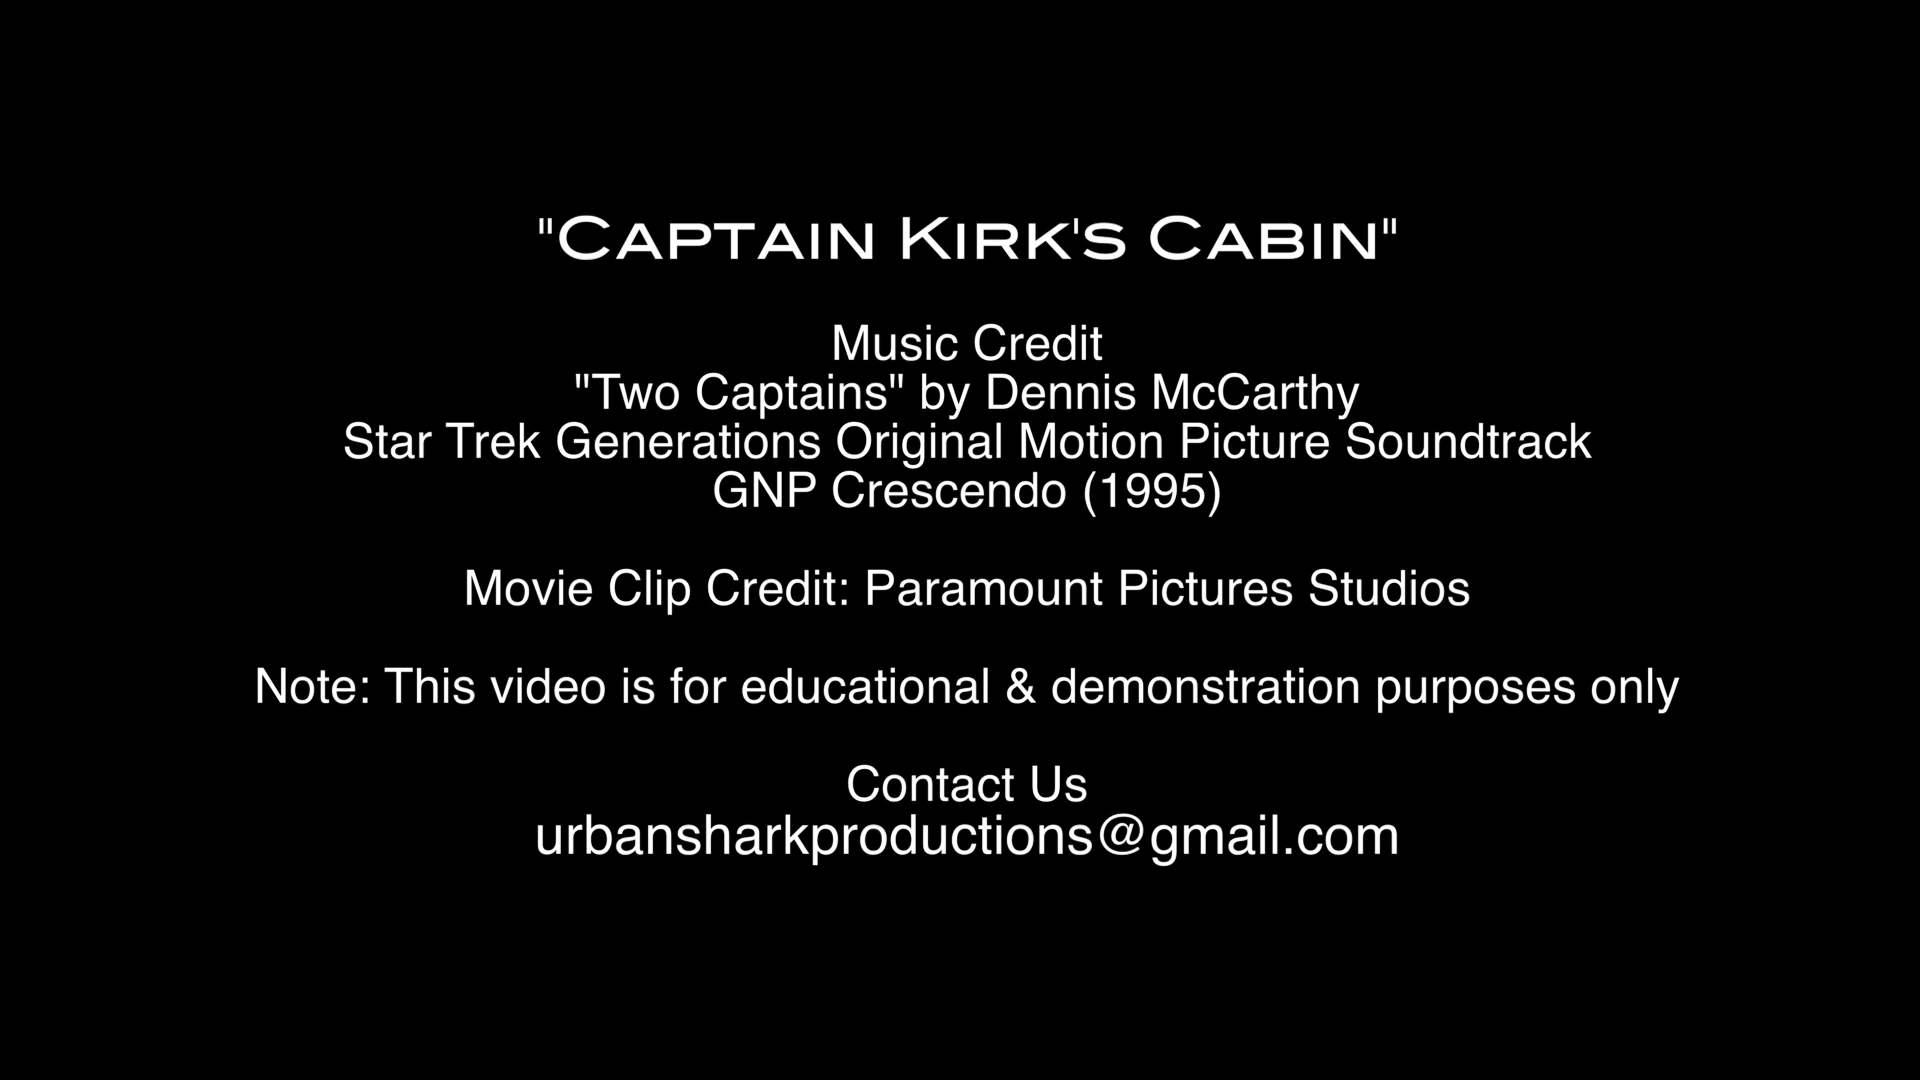 "Captain Kirk's Cabin"
Music Credit
"Two Captains" by Dennis McCarthy
Star Trek Generations Original Motion Picture Soundtrack
GNP Crescendo (1995)
Movie Clip Credit: Paramount Pictures Studios
Note: This video is for educational & demonstration purposes only
Contact Us
urbansharkproductions@gmail.com